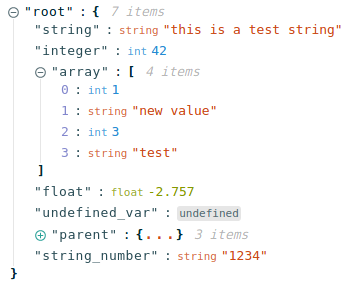 "root" : { 7 items
"string" : string "this is a test string"
"integer" : int 42
"array" : [ 4 items
0 : int 1
1 : string "new value"
2 : int 3
3 : string "test"
]
"float" : float -2.757
"undefined_var" : undefined
"parent" : {...} 3 items
"string_number" : string "1234"
}